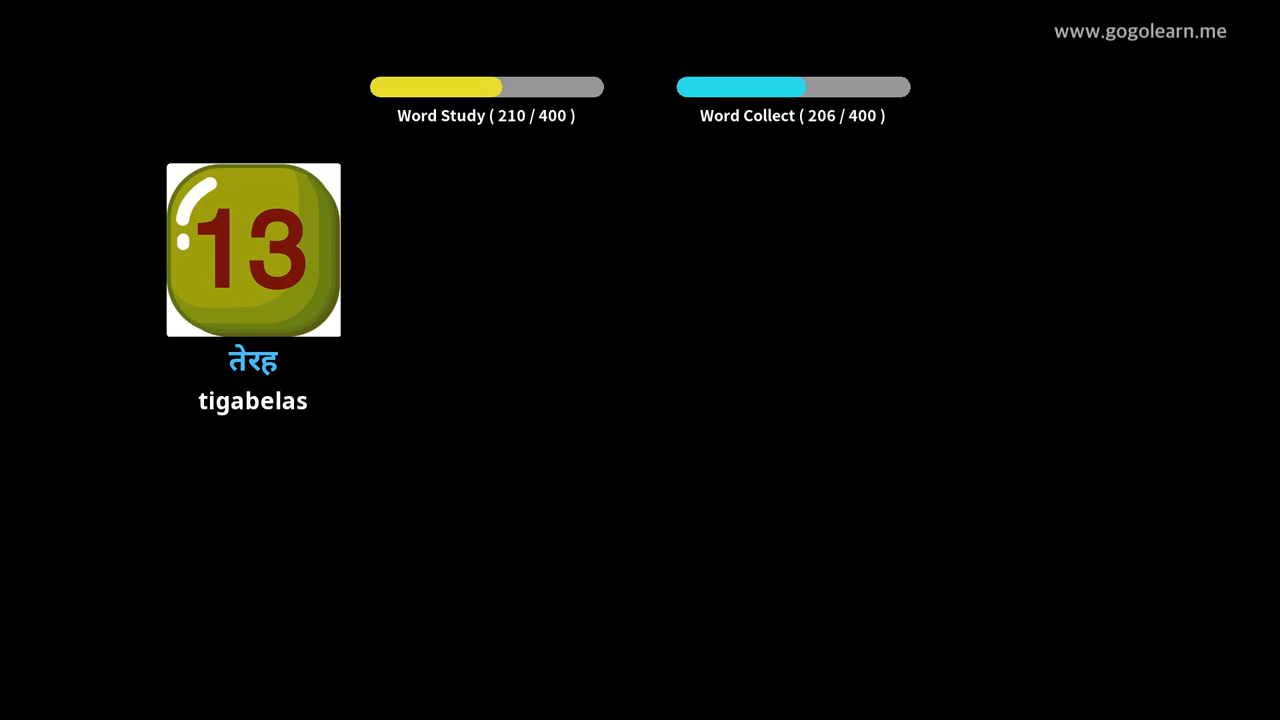 www.gogolearn.me
Word Study ( 210 / 400 )
Word Collect ( 206 / 400 )
13
तेरह
tigabelas